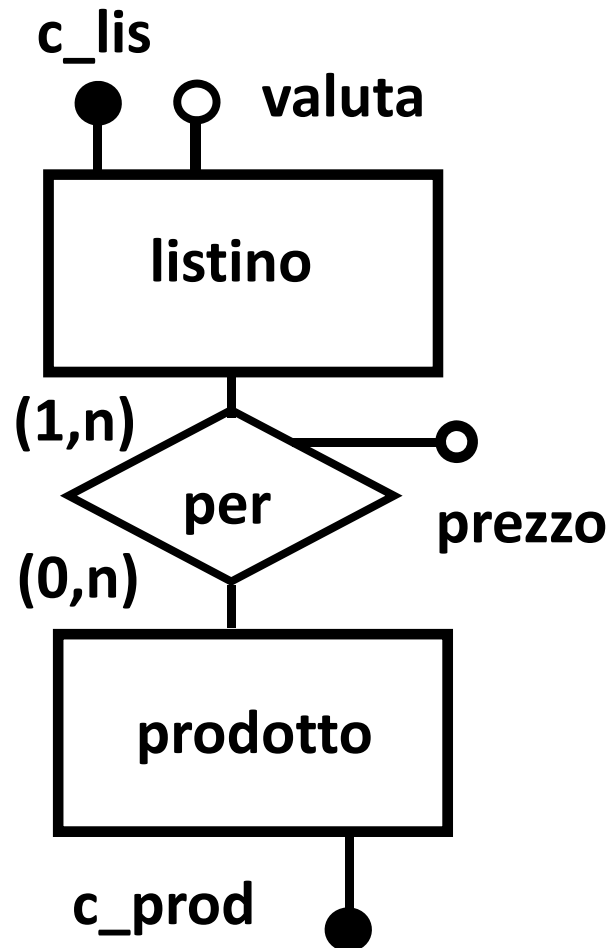 c_lis
valuta
listino
(1,n)
per
prezzo
(0,n)
prodotto
c_prod